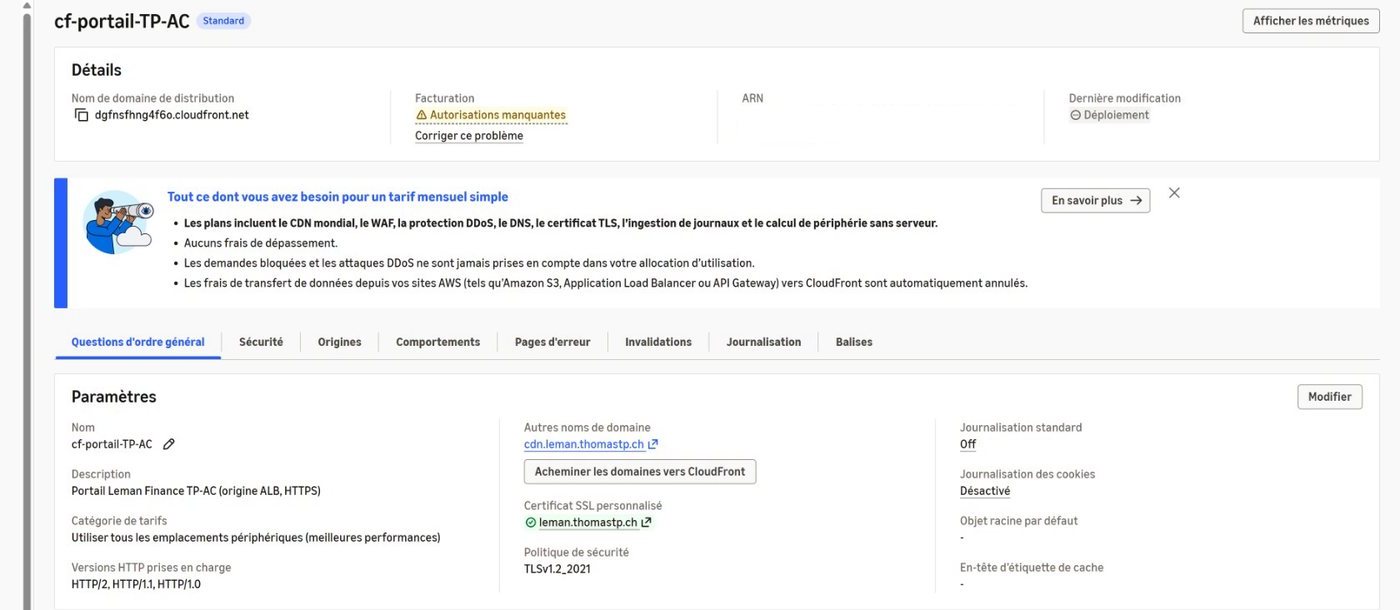 cf-portail-TP-AC
Standard
Afficher les métriques
Détails
Nom de domaine de distribution
dgfnsfhng4f6o.cloudfront.net
Facturation
Autorisations manquantes
Corriger ce problème
ARN
Dernière modification
Déploiement
Tout ce dont vous avez besoin pour un tarif mensuel simple
En savoir plus
• Les plans incluent le CDN mondial, le WAF, la protection DDoS, le DNS, le certificat TLS, l'ingestion de journaux et le calcul de périphérie sans serveur.
• Aucuns frais de dépassement.
• Les demandes bloquées et les attaques DDoS ne sont jamais prises en compte dans votre allocation d'utilisation.
• Les frais de transfert de données depuis vos sites AWS (tels qu'Amazon S3, Application Load Balancer ou API Gateway) vers CloudFront sont automatiquement annulés.
Questions d'ordre général
Sécurité
Origines
Comportements
Pages d'erreur
Invalidations
Journalisation
Balises
Paramètres
Modifier
Nom
cf-portail-TP-AC
Description
Portail Leman Finance TP-AC (origine ALB, HTTPS)
Catégorie de tarifs
Utiliser tous les emplacements périphériques (meilleures performances)
Versions HTTP prises en charge
HTTP/2, HTTP/1.1, HTTP/1.0
Autres noms de domaine
cdn.leman.thomastp.ch
Acheminer les domaines vers CloudFront
Certificat SSL personnalisé
leman.thomastp.ch
Politique de sécurité
TLSv1.2_2021
Journalisation standard
Off
Journalisation des cookies
Désactivé
Objet racine par défaut
-
En-tête d'étiquette de cache
-